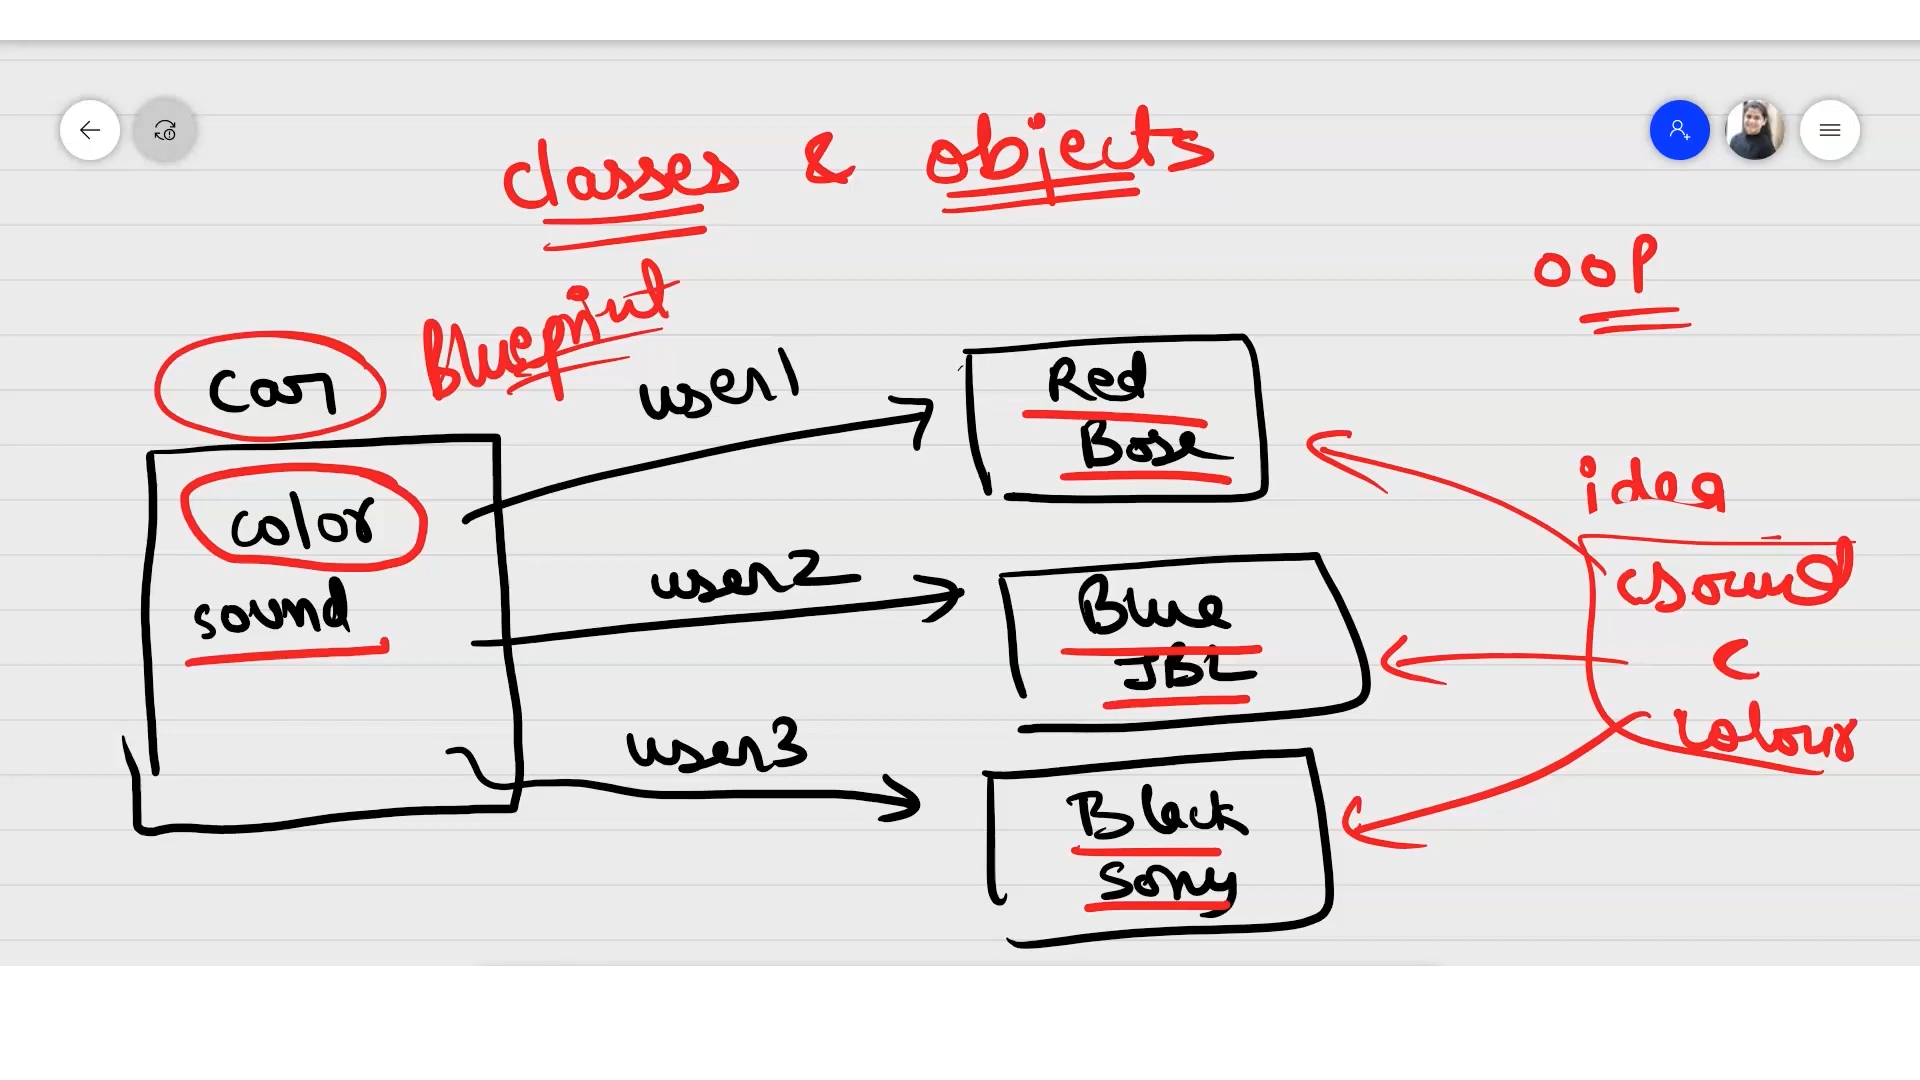 classes & objects
OOP
Blueprint
Car
color
sound
user1
Red
Bose
user2
Blue
JBL
user3
Black
Sony
idea
sound
colour